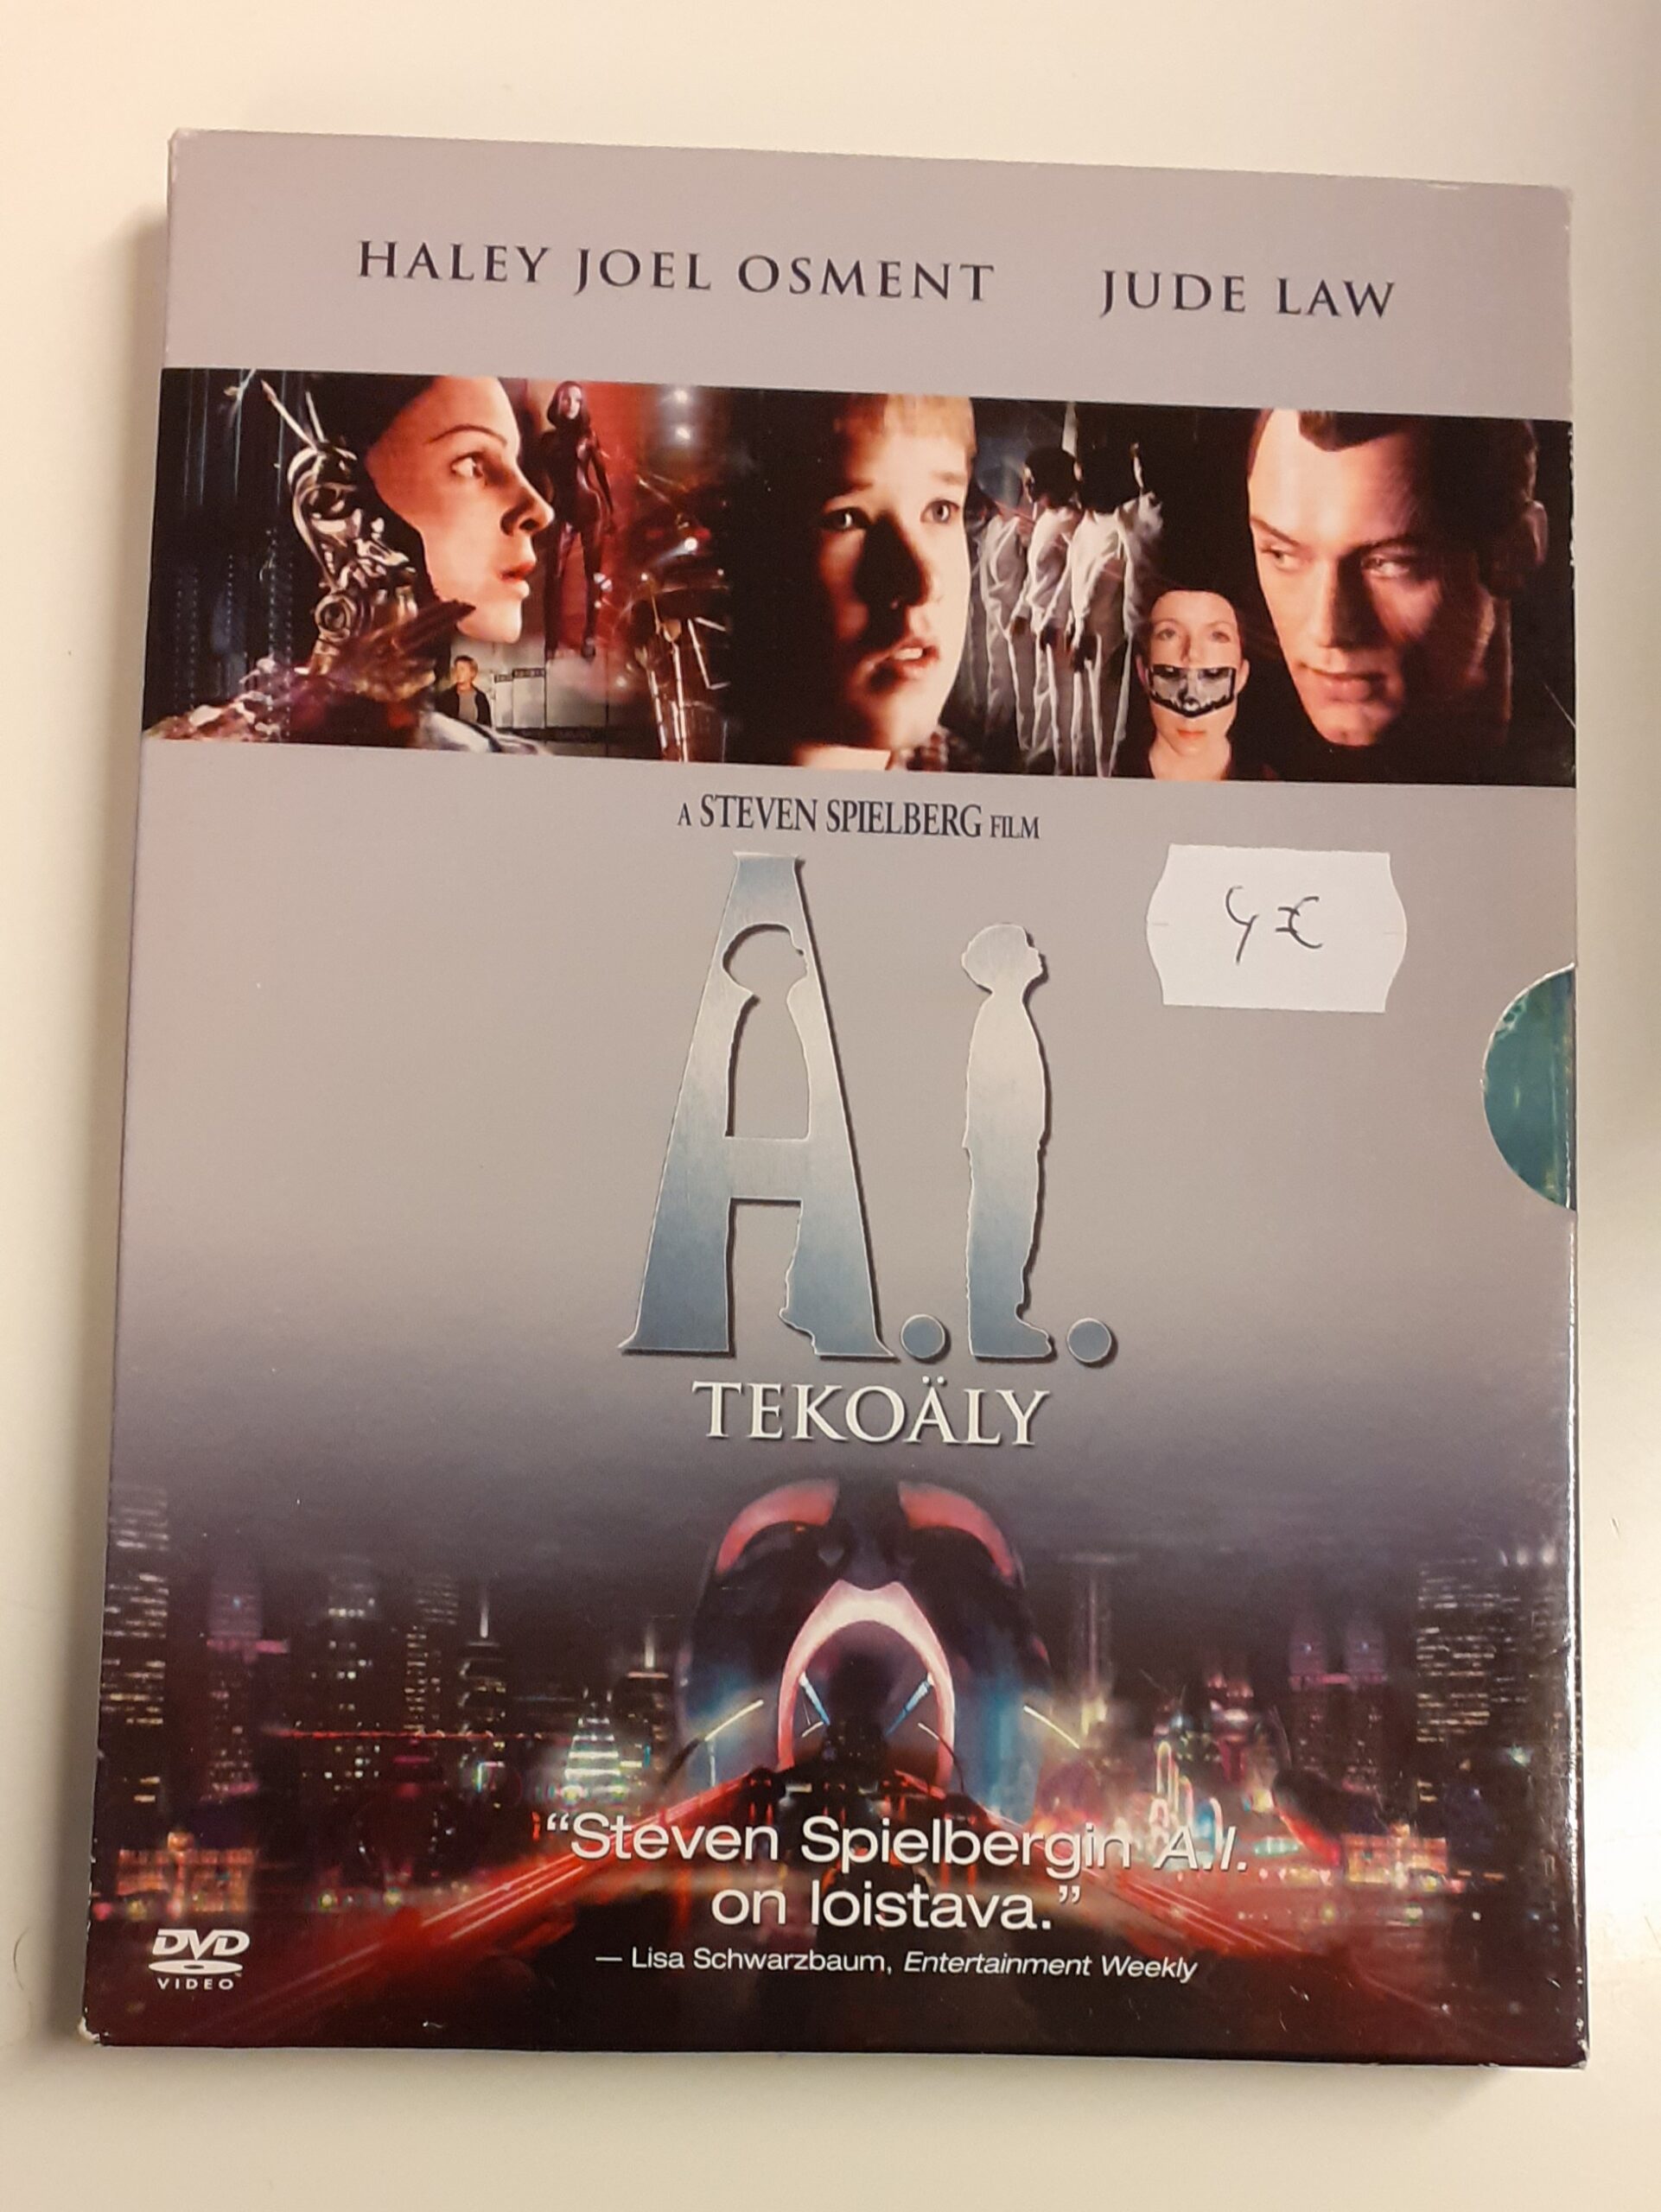 HALEY JOEL OSMENT JUDE LAW
A STEVEN SPIELBERG FILM
4€
A.I.
TEKOÄLY
“Steven Spielbergin A.I.
on loistava.”
— Lisa Schwarzbaum, Entertainment Weekly
DVD
VIDEO